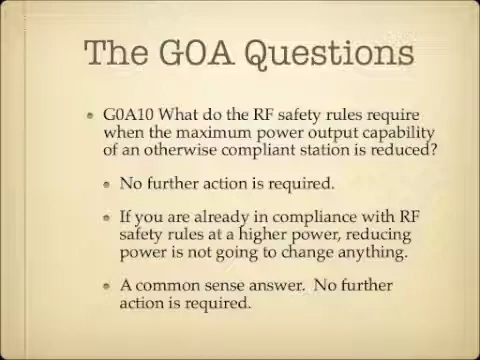 The G0A Questions
G0A10 What do the RF safety rules require
when the maximum power output capability
of an otherwise compliant station is reduced?
No further action is required.
If you are already in compliance with RF
safety rules at a higher power, reducing
power is not going to change anything.
A common sense answer. No further
action is required.